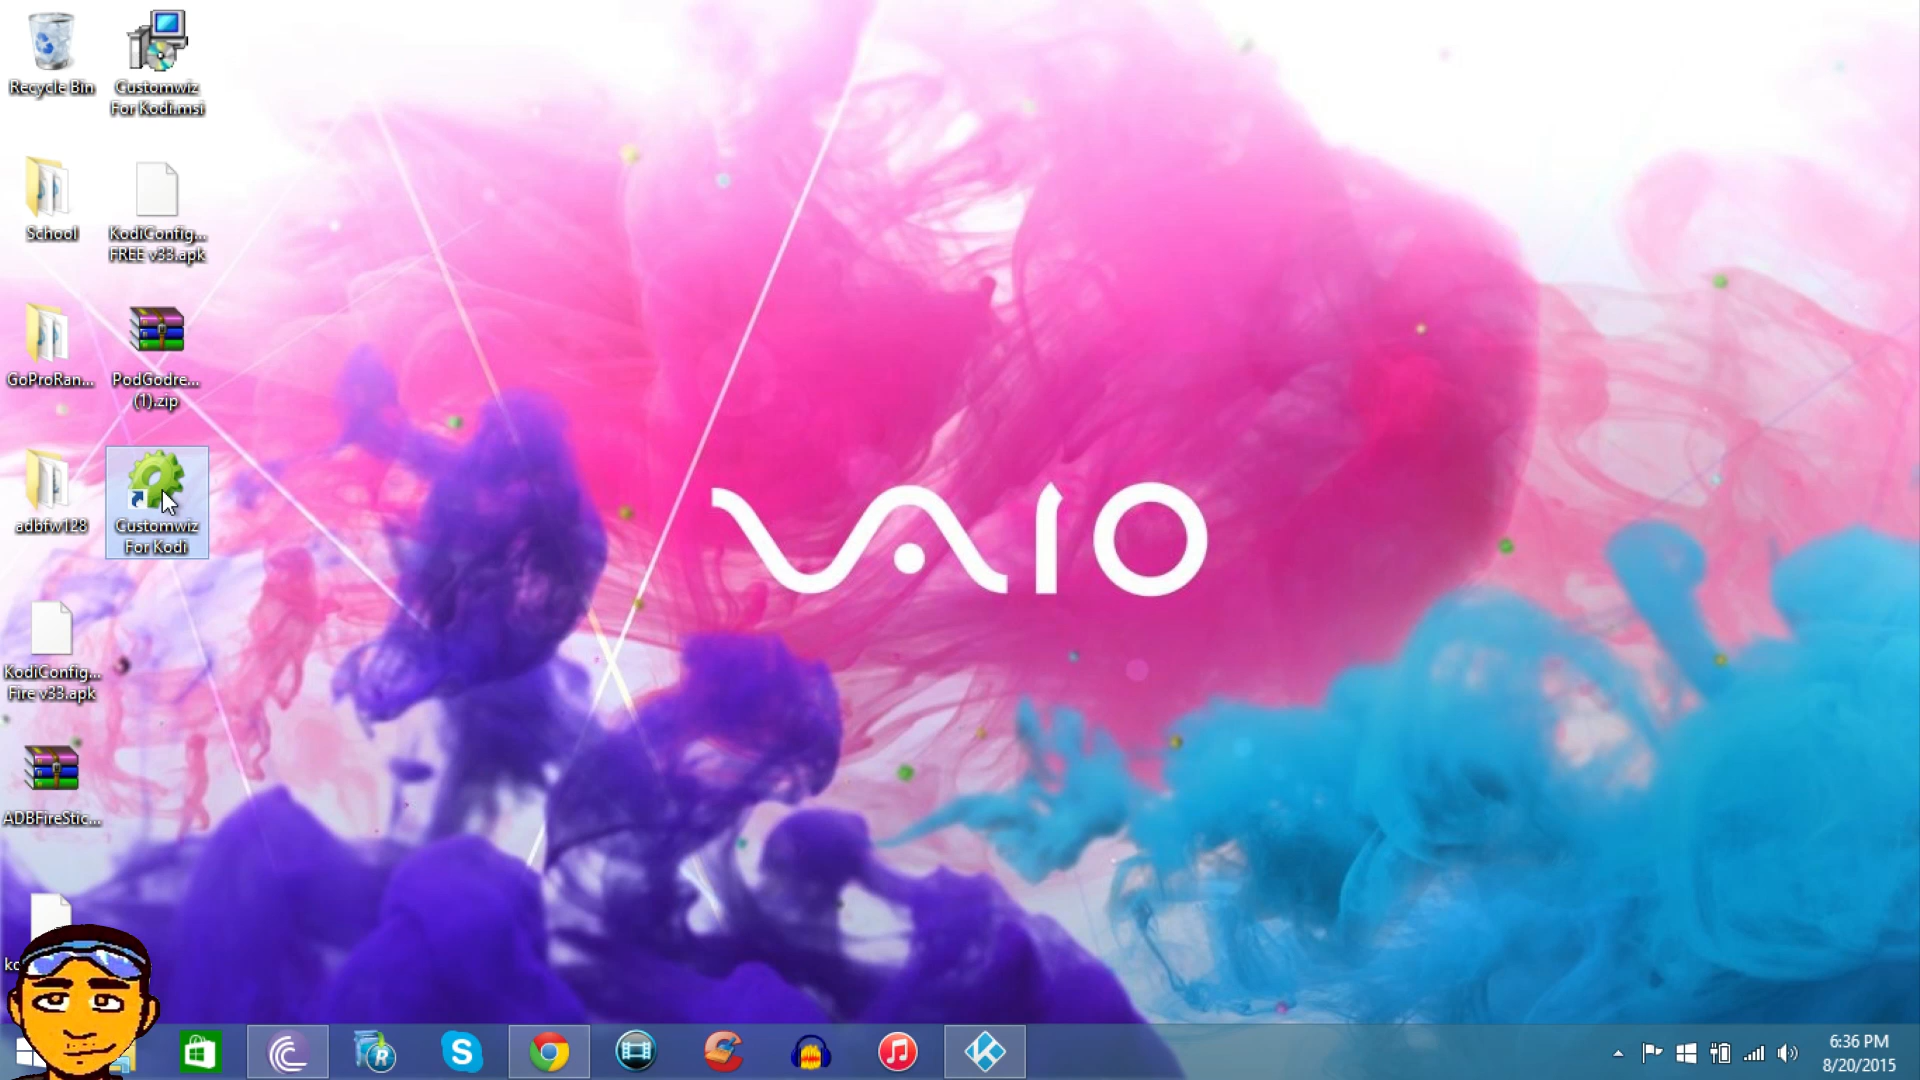 Recycle Bin
Customwiz
For Kodi.msi
School
KodiConfig...
FREE v33.apk
GoProRan...
PodGodre...
(1).zip
adbfw128
Customwiz
For Kodi
KodiConfig...
Fire v33.apk
ADBFireStic...
VAIO
6:36 PM
8/20/2015